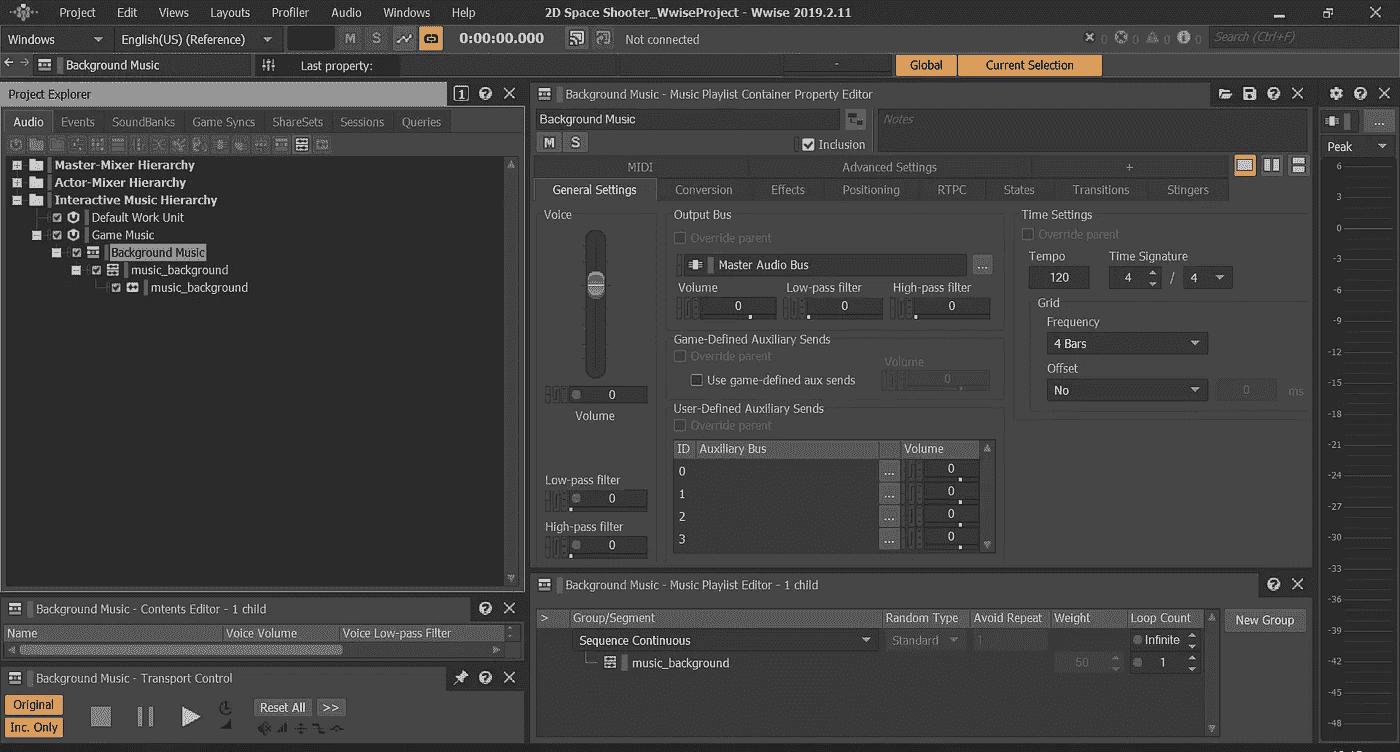 Project Edit Views Layouts Profiler Audio Windows Help 2D Space Shooter_WwiseProject - Wwise 2019.2.11
Windows English(US) (Reference) M S 0:00:00.000 Not connected 0 0 0 0 Search (Ctrl+F)
Background Music Last property: - Global Current Selection
Project Explorer 1
Audio Events SoundBanks Game Syncs ShareSets Sessions Queries
Master-Mixer Hierarchy
Actor-Mixer Hierarchy
Interactive Music Hierarchy
Default Work Unit
Game Music
Background Music
music_background
music_background
Background Music - Contents Editor - 1 child
Name Voice Volume Voice Low-pass Filter
Background Music - Transport Control
Original
Inc. Only
Reset All >>
Background Music - Music Playlist Container Property Editor
Background Music Notes
M S Inclusion
MIDI Advanced Settings +
General Settings Conversion Effects Positioning RTPC States Transitions Stingers
Voice
0
Volume
Low-pass filter
0
High-pass filter
0
Output Bus
Override parent
Master Audio Bus ...
Volume Low-pass filter High-pass filter
0 0 0
Game-Defined Auxiliary Sends
Override parent
Use game-defined aux sends
Volume
0
User-Defined Auxiliary Sends
Override parent
ID Auxiliary Bus Volume
0 ... 0
1 ... 0
2 ... 0
3 ... 0
Time Settings
Override parent
Tempo Time Signature
120 4 / 4
Grid
Frequency
4 Bars
Offset
No 0 ms
Background Music - Music Playlist Editor - 1 child
> Group/Segment Random Type Avoid Repeat Weight Loop Count New Group
Sequence Continuous Standard 1 Infinite
music_background 50 1
...
Peak
6
3
0
-3
-6
-9
-12
-15
-18
-21
-24
-27
-30
-33
-36
-39
-42
-45
-48